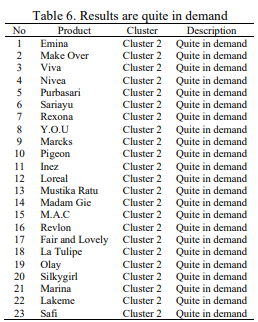 Table 6. Results are quite in demand
No Product Cluster Description
1 Emina Cluster 2 Quite in demand
2 Make Over Cluster 2 Quite in demand
3 Viva Cluster 2 Quite in demand
4 Nivea Cluster 2 Quite in demand
5 Purbasari Cluster 2 Quite in demand
6 Sariayu Cluster 2 Quite in demand
7 Rexona Cluster 2 Quite in demand
8 Y.O.U Cluster 2 Quite in demand
9 Marcks Cluster 2 Quite in demand
10 Pigeon Cluster 2 Quite in demand
11 Inez Cluster 2 Quite in demand
12 Loreal Cluster 2 Quite in demand
13 Mustika Ratu Cluster 2 Quite in demand
14 Madam Gie Cluster 2 Quite in demand
15 M.A.C Cluster 2 Quite in demand
16 Revlon Cluster 2 Quite in demand
17 Fair and Lovely Cluster 2 Quite in demand
18 La Tulipe Cluster 2 Quite in demand
19 Olay Cluster 2 Quite in demand
20 Silkygirl Cluster 2 Quite in demand
21 Marina Cluster 2 Quite in demand
22 Lakeme Cluster 2 Quite in demand
23 Safi Cluster 2 Quite in demand